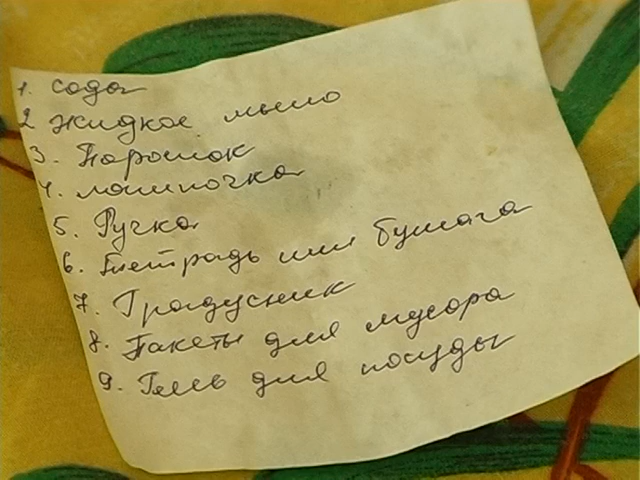 1. сода
2 жидкое мыло
3. Порошок
4. лампочка
5. Ручка
6. Тетрадь или бумага
7. Градусник
8. Пакеты для мусора
9. Гель для посуды